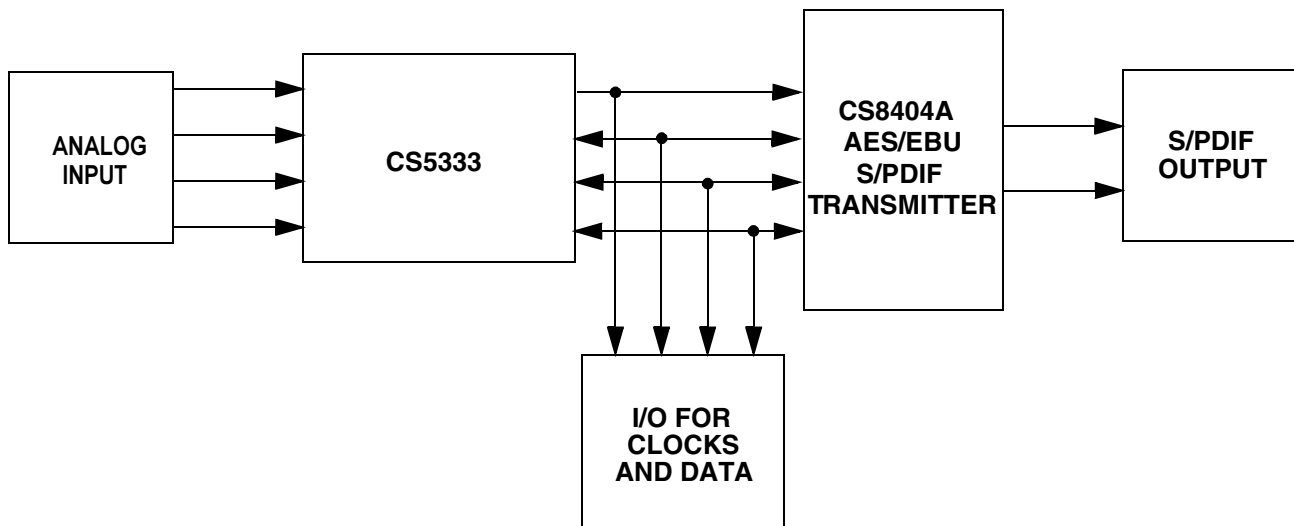 ANALOG
INPUT
CS5333
CS8404A
AES/EBU
S/PDIF
TRANSMITTER
S/PDIF
OUTPUT
I/O FOR
CLOCKS
AND DATA